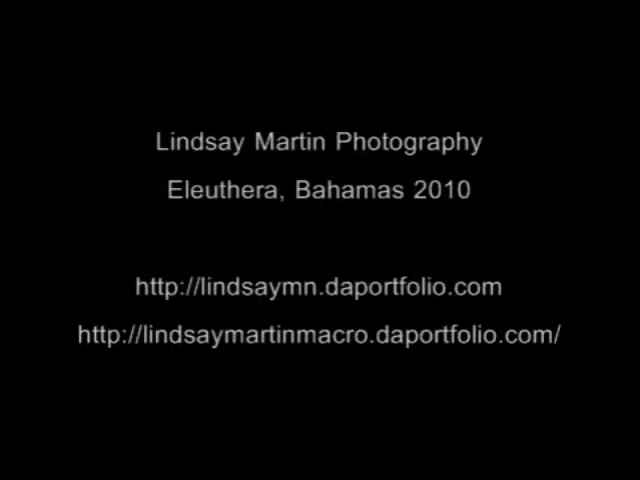 Lindsay Martin Photography
Eleuthera, Bahamas 2010
http://lindsaymn.daportfolio.com
http://lindsaymartinmacro.daportfolio.com/